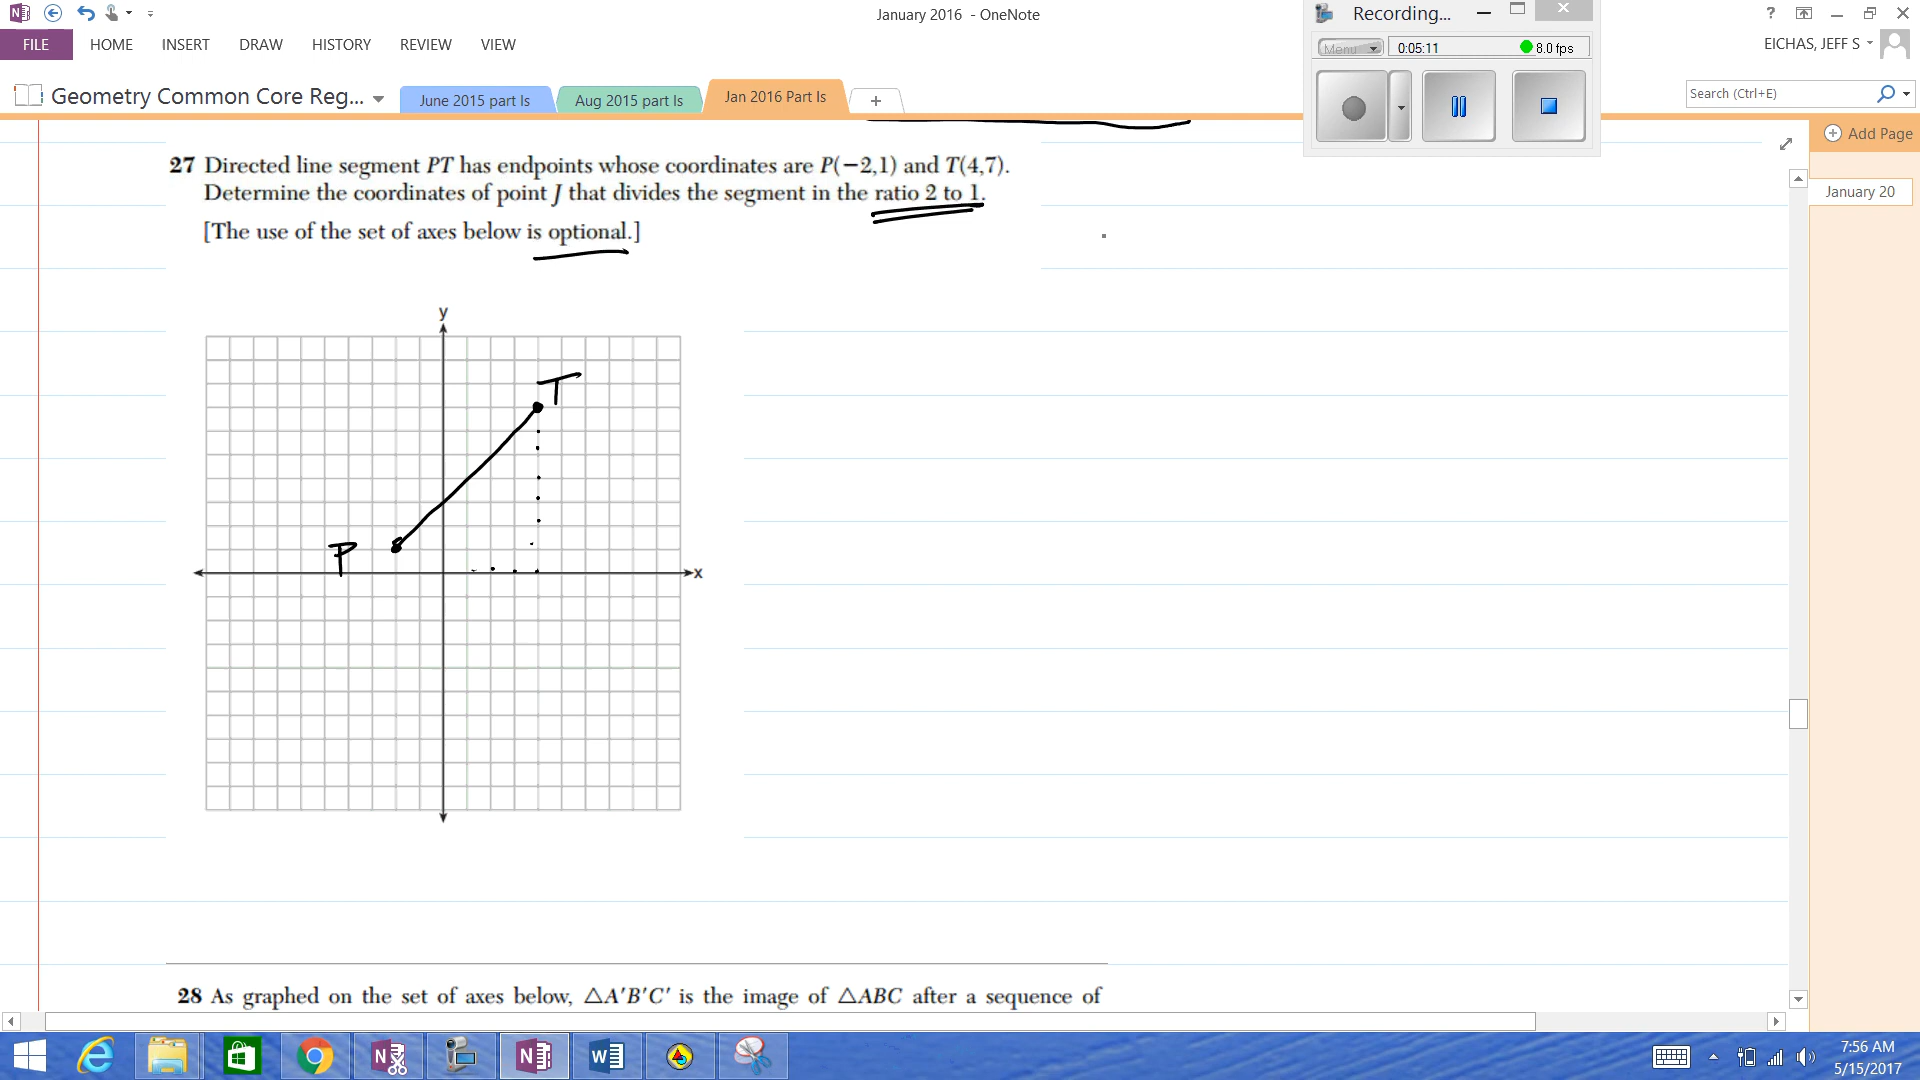 January 2016 - OneNote
Recording...
?
FILE
HOME
INSERT
DRAW
HISTORY
REVIEW
VIEW
Menu
0:05:11
8.0 fps
EICHAS, JEFF S
Geometry Common Core Reg...
June 2015 part Is
Aug 2015 part Is
Jan 2016 Part Is
+
Search (Ctrl+E)
Add Page
January 20
27 Directed line segment PT has endpoints whose coordinates are P(−2,1) and T(4,7).
Determine the coordinates of point J that divides the segment in the ratio 2 to 1.
[The use of the set of axes below is optional.]
y
T
P
x
28 As graphed on the set of axes below, △A′B′C′ is the image of △ABC after a sequence of
7:56 AM
5/15/2017